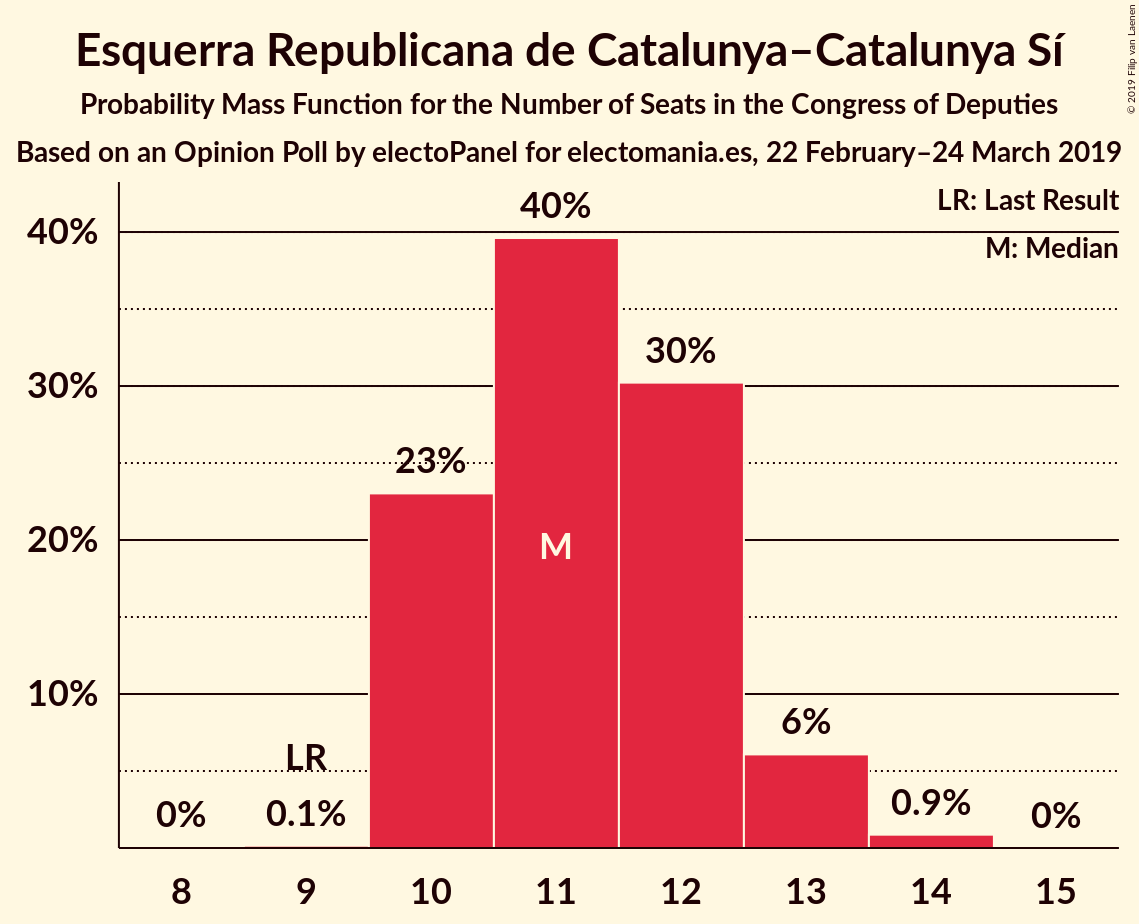 Esquerra Republicana de Catalunya–Catalunya Sí
Probability Mass Function for the Number of Seats in the Congress of Deputies
Based on an Opinion Poll by electoPanel for electomania.es, 22 February–24 March 2019
© 2019 Filip van Laenen
LR: Last Result
M: Median
40%
30%
20%
10%
0%
LR
0.1%
23%
40%
M
30%
6%
0.9%
0%
8 9 10 11 12 13 14 15